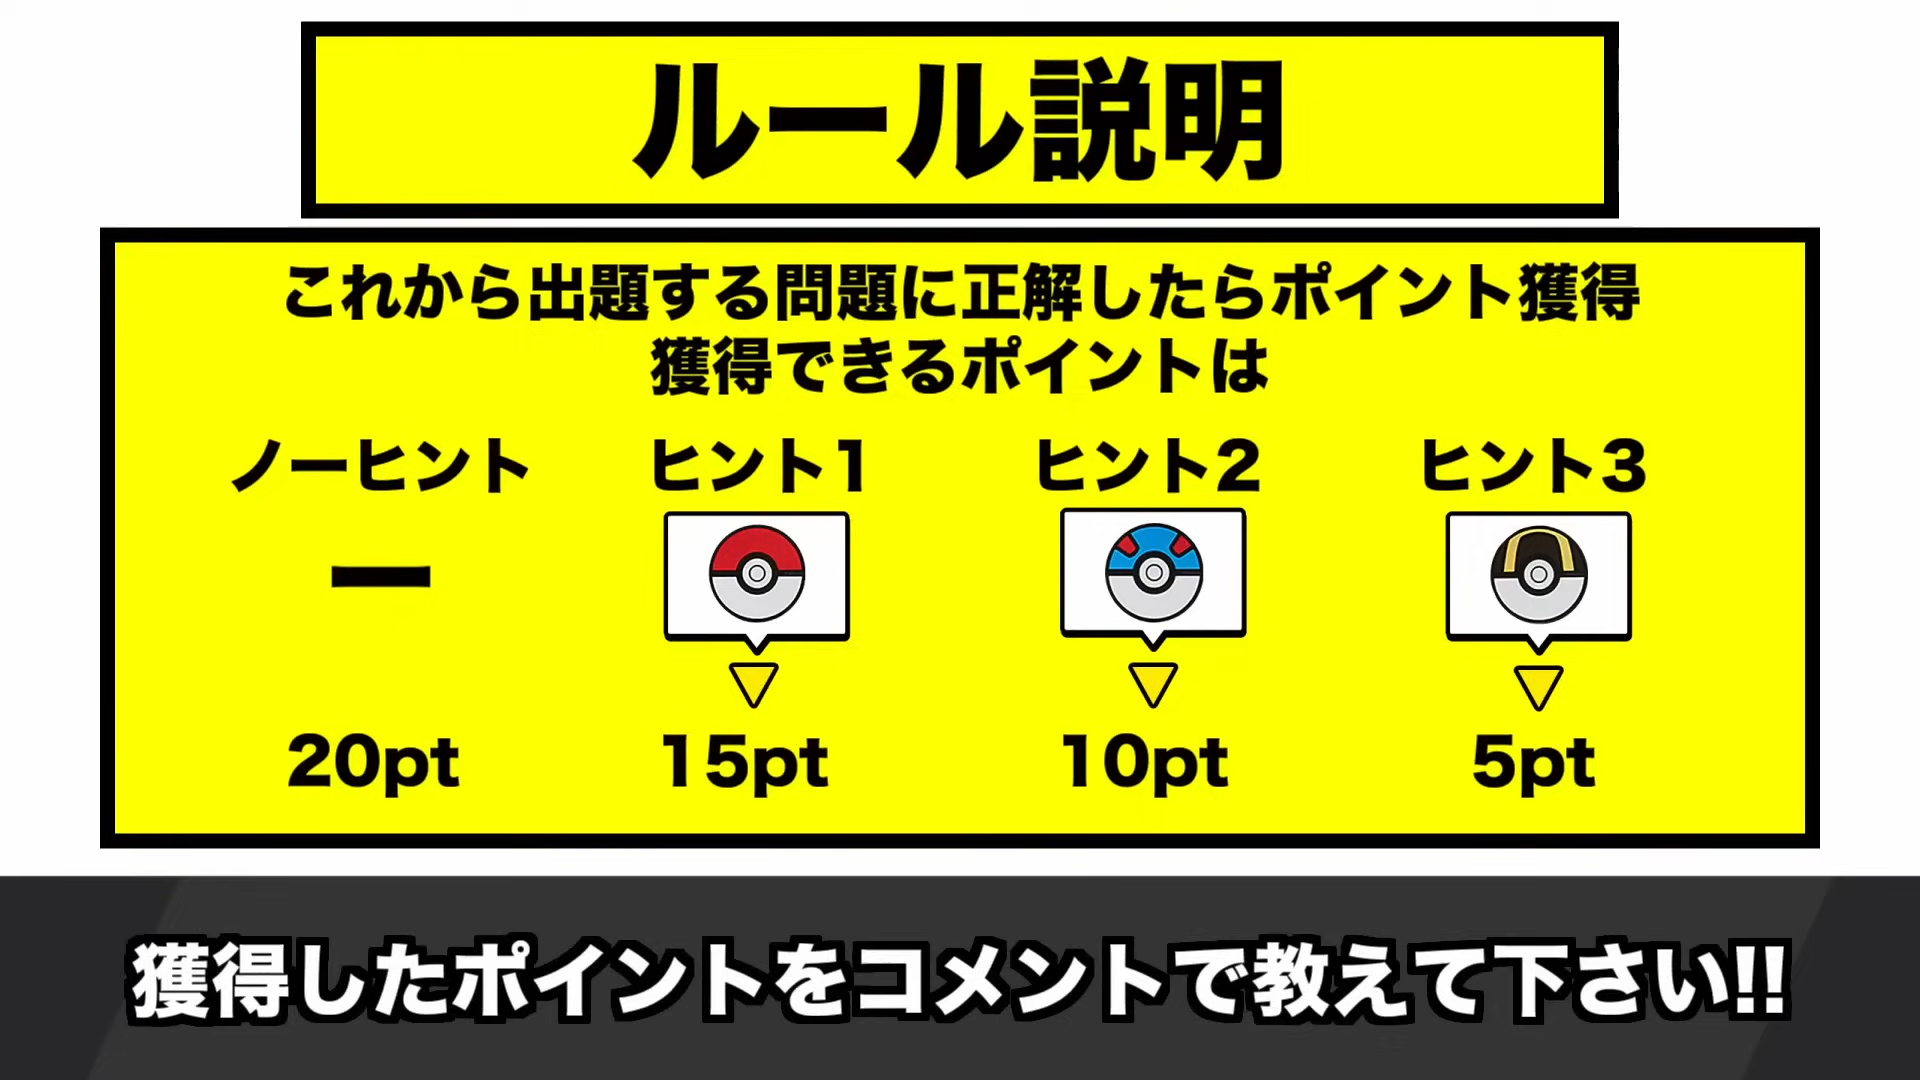 ルール説明
これから出題する問題に正解したらポイント獲得
獲得できるポイントは
ノーヒント ヒント1 ヒント2 ヒント3
ー
20pt 15pt 10pt 5pt
獲得したポイントをコメントで教えて下さい!!